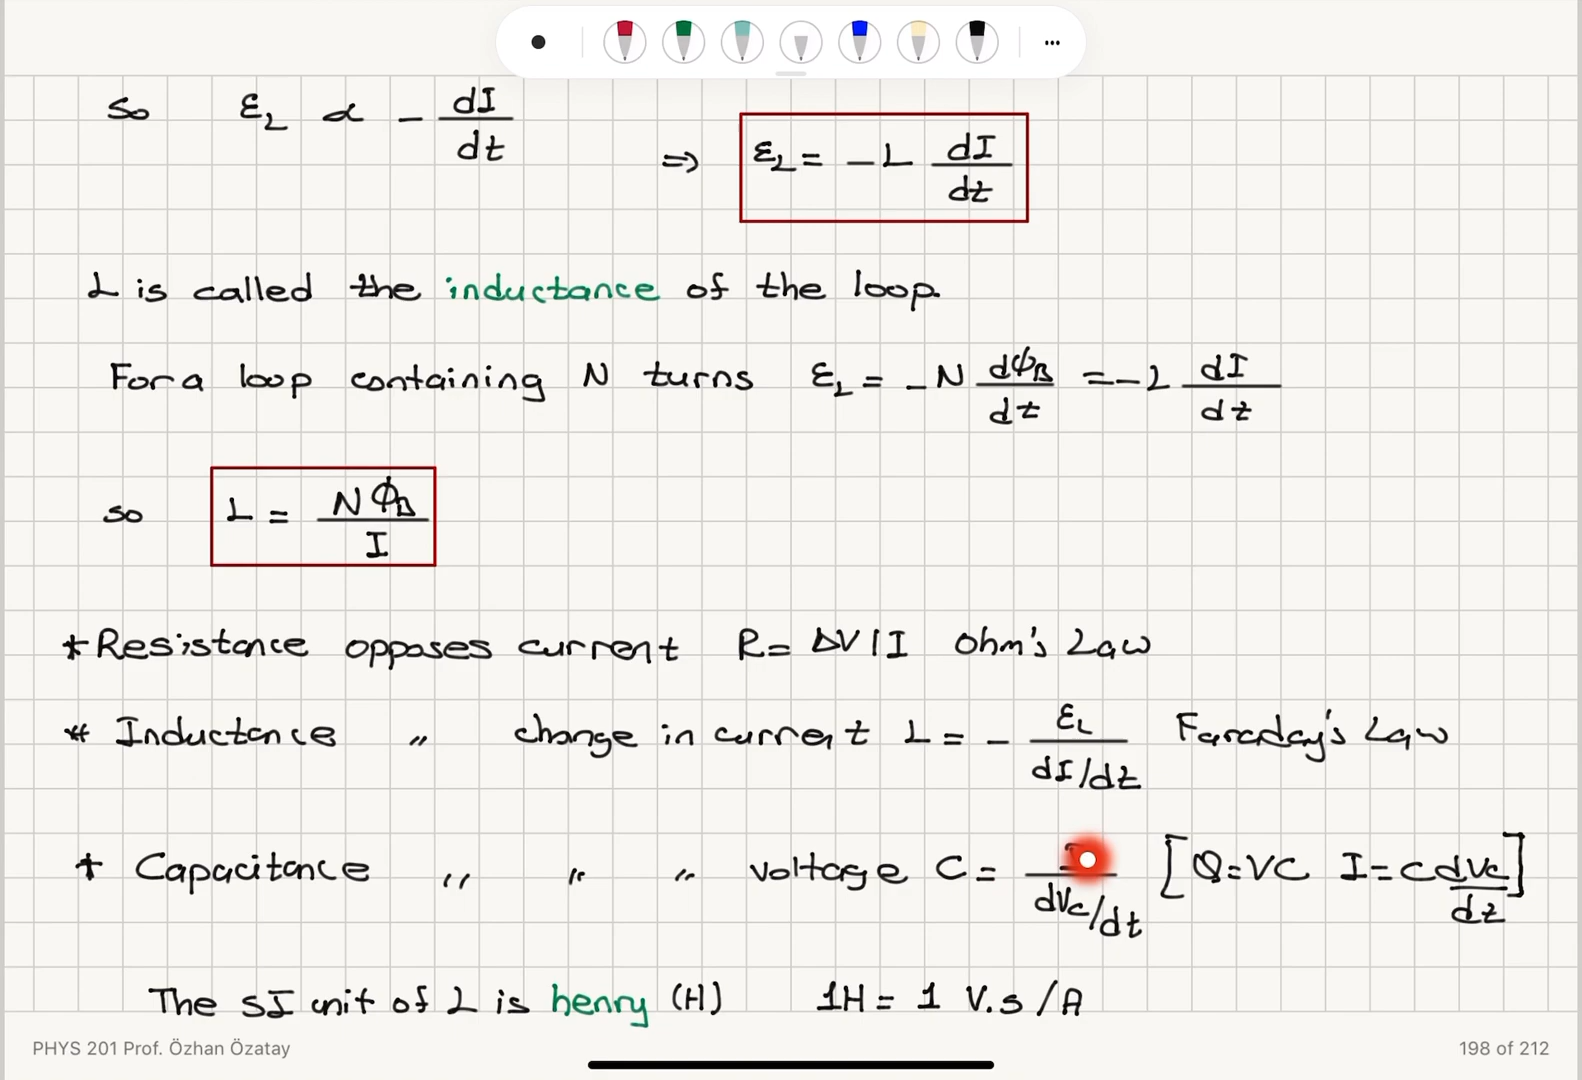 so ε_L ∝ - dI/dt ⇒ ε_L = -L dI/dt
L is called the inductance of the loop.
For a loop containing N turns ε_L = -N dΦ_B/dt = -L dI/dt
so L = NΦ_B/I
* Resistance opposes current R = ΔV/I Ohm's Law
* Inductance " change in current L = - ε_L/(dI/dt) Faraday's Law
* Capacitance " " " voltage C = /(dV_c/dt) [Q=VC I=C dV_c/dt]
The SI unit of L is henry (H) 1H = 1 V.s/A
PHYS 201 Prof. Özhan Özatay
198 of 212